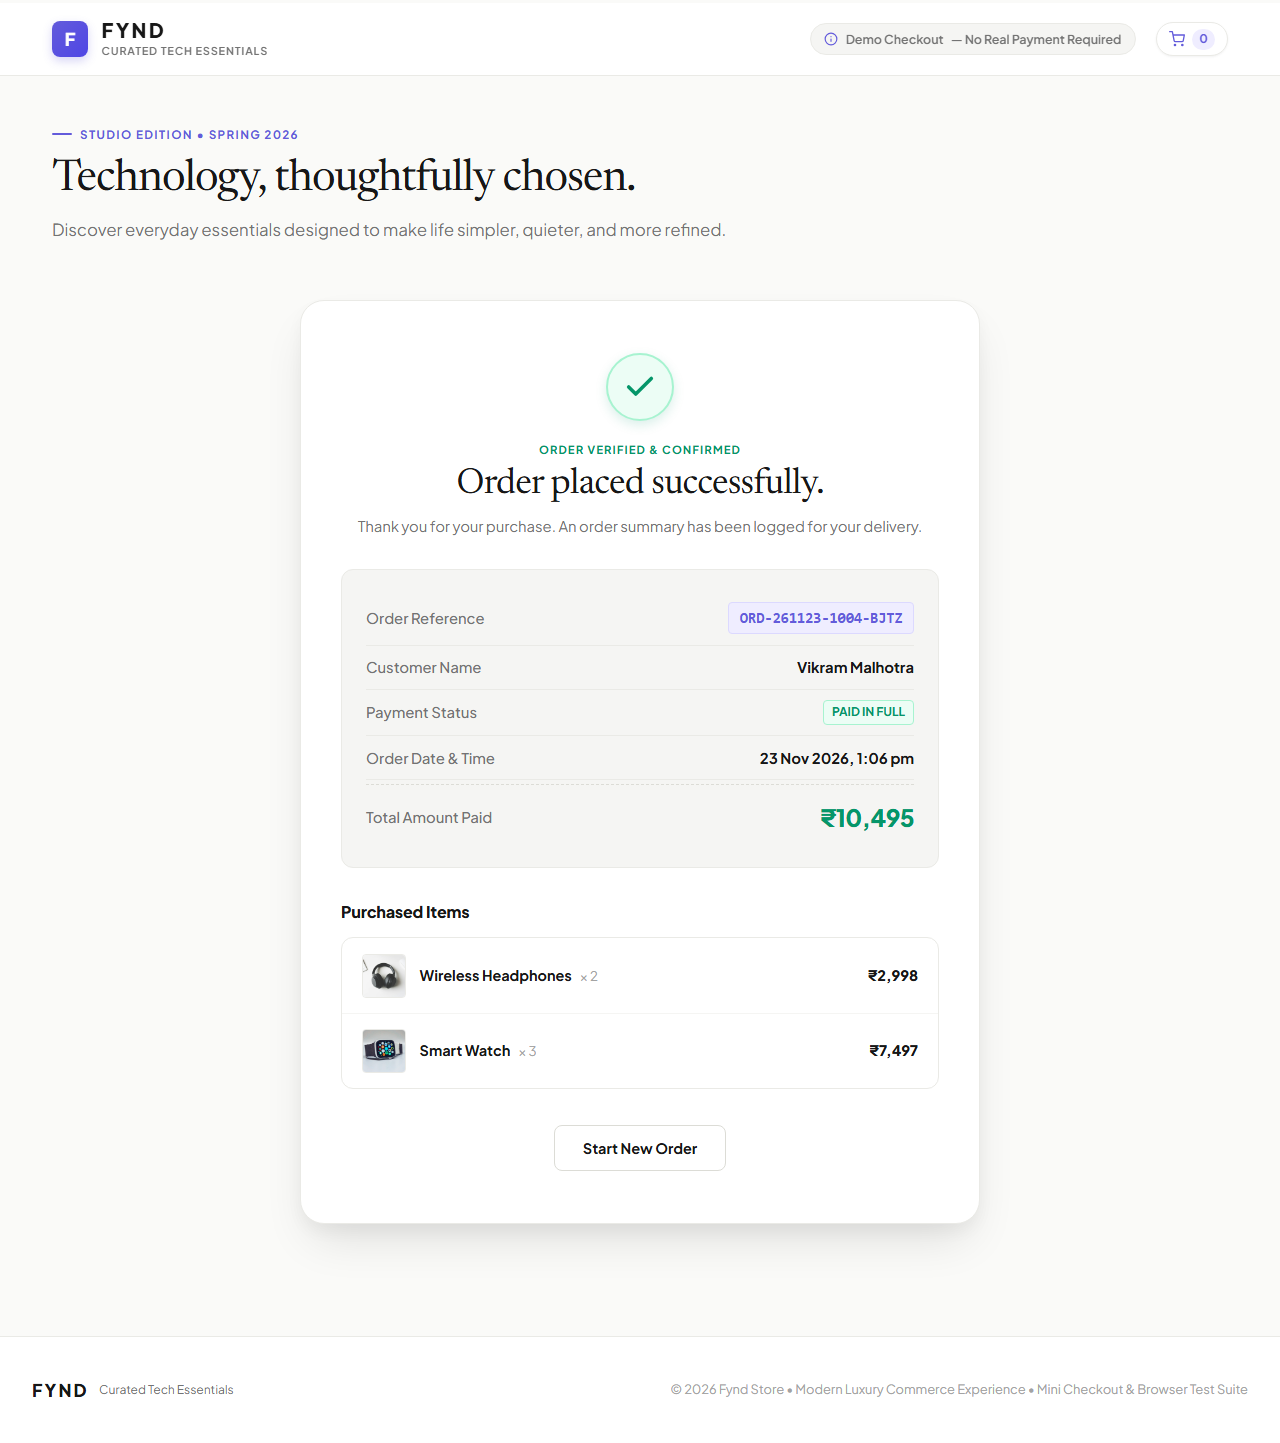 F
FYND
CURATED TECH ESSENTIALS
Demo Checkout — No Real Payment Required
0
STUDIO EDITION • SPRING 2026
Technology, thoughtfully chosen.
Discover everyday essentials designed to make life simpler, quieter, and more refined.
ORDER VERIFIED & CONFIRMED
Order placed successfully.
Thank you for your purchase. An order summary has been logged for your delivery.
Order Reference ORD-261123-1004-BJTZ
Customer Name Vikram Malhotra
Payment Status PAID IN FULL
Order Date & Time 23 Nov 2026, 1:06 pm
Total Amount Paid ₹10,495
Purchased Items
Wireless Headphones × 2 ₹2,998
Smart Watch × 3 ₹7,497
Start New Order
FYND Curated Tech Essentials
© 2026 Fynd Store • Modern Luxury Commerce Experience • Mini Checkout & Browser Test Suite